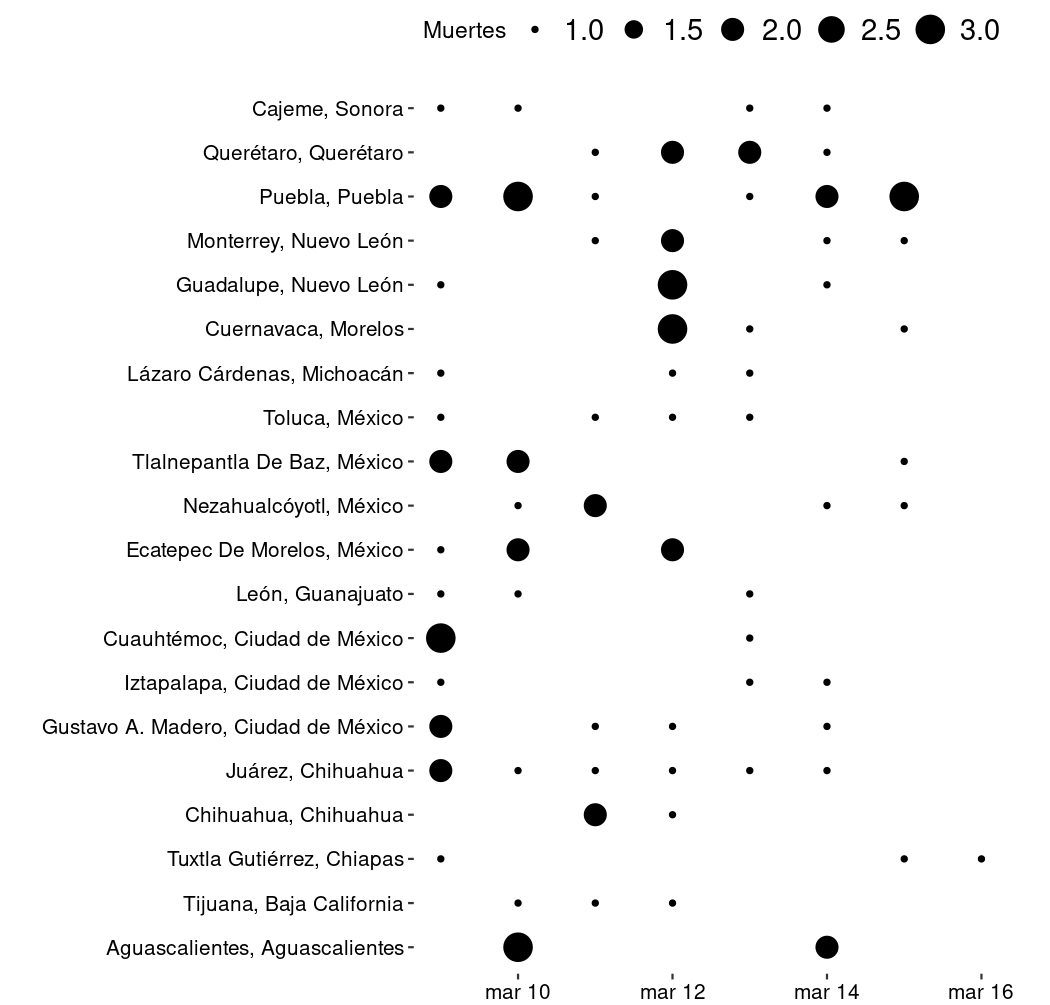 Muertes 1.0 1.5 2.0 2.5 3.0
Cajeme, Sonora
Querétaro, Querétaro
Puebla, Puebla
Monterrey, Nuevo León
Guadalupe, Nuevo León
Cuernavaca, Morelos
Lázaro Cárdenas, Michoacán
Toluca, México
Tlalnepantla De Baz, México
Nezahualcóyotl, México
Ecatepec De Morelos, México
León, Guanajuato
Cuauhtémoc, Ciudad de México
Iztapalapa, Ciudad de México
Gustavo A. Madero, Ciudad de México
Juárez, Chihuahua
Chihuahua, Chihuahua
Tuxtla Gutiérrez, Chiapas
Tijuana, Baja California
Aguascalientes, Aguascalientes
mar 10 mar 12 mar 14 mar 16